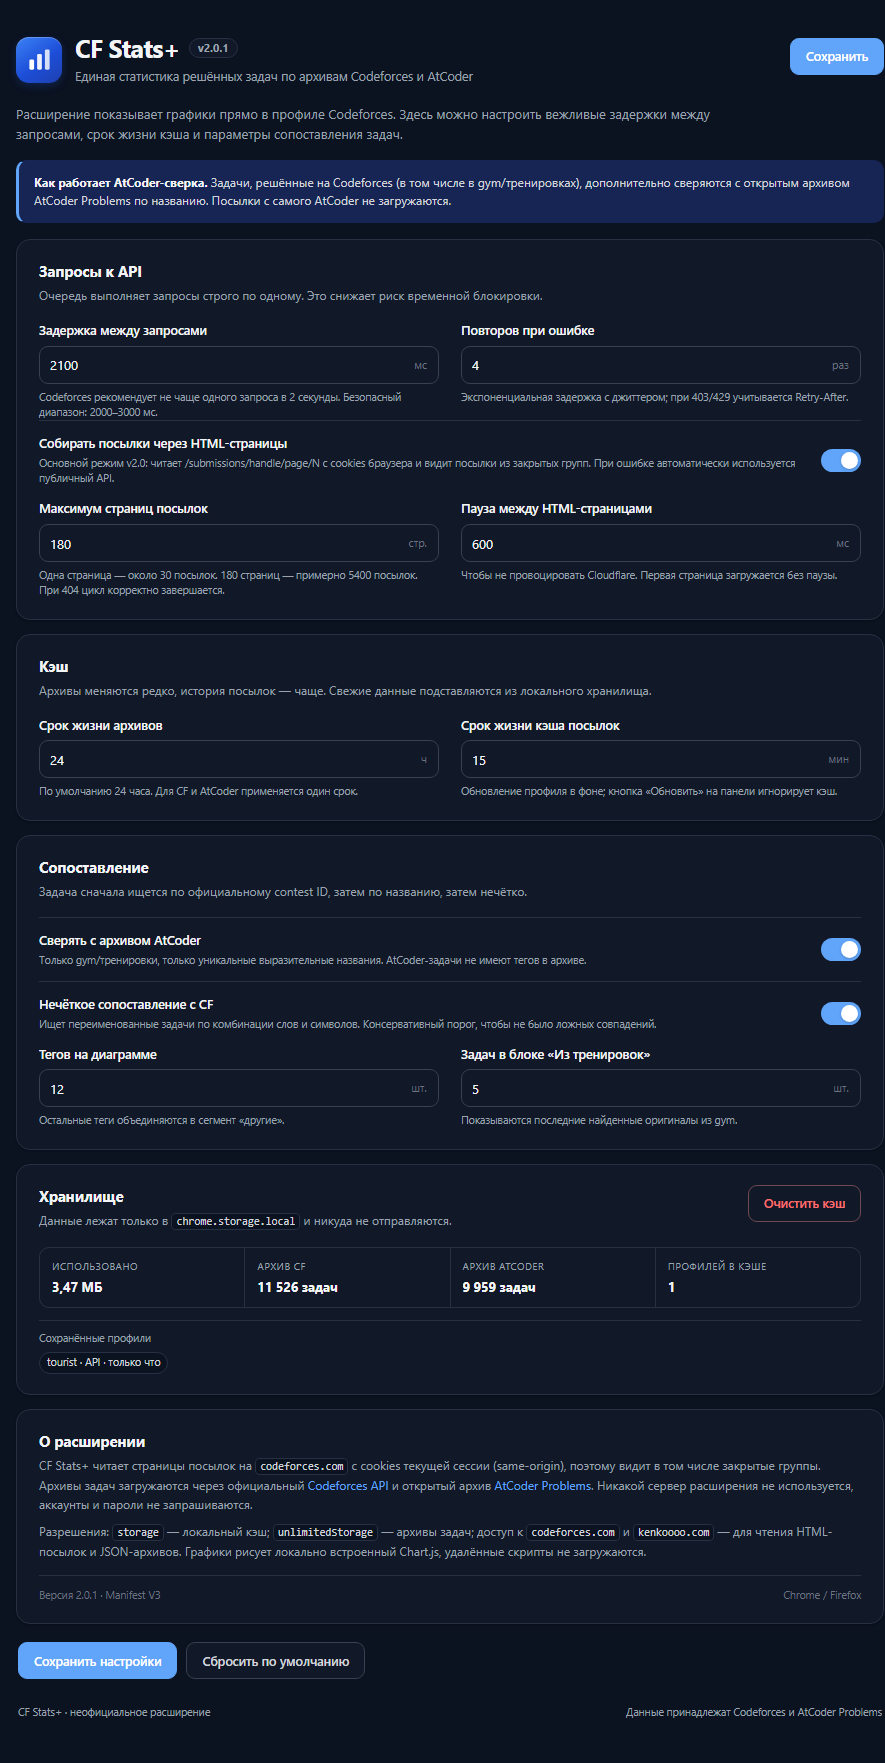 CF Stats+ v2.0.1
Единая статистика решённых задач по архивам Codeforces и AtCoder
Сохранить
Расширение показывает графики прямо в профиле Codeforces. Здесь можно настроить вежливые задержки между
запросами, срок жизни кэша и параметры сопоставления задач.
Как работает AtCoder-сверка. Задачи, решённые на Codeforces (в том числе в gym/тренировках), дополнительно сверяются с открытым архивом
AtCoder Problems по названию. Посылки с самого AtCoder не загружаются.
Запросы к API
Очередь выполняет запросы строго по одному. Это снижает риск временной блокировки.
Задержка между запросами
2100 мс
Codeforces рекомендует не чаще одного запроса в 2 секунды. Безопасный
диапазон: 2000–3000 мс.
Повторов при ошибке
4 раз
Экспоненциальная задержка с джиттером; при 403/429 учитывается Retry-After.
Собирать посылки через HTML-страницы
Основной режим v2.0: читает /submissions/handle/page/N с cookies браузера и видит посылки из закрытых групп. При ошибке автоматически используется
публичный API.
Максимум страниц посылок
180 стр.
Одна страница — около 30 посылок. 180 страниц — примерно 5400 посылок.
При 404 цикл корректно завершается.
Пауза между HTML-страницами
600 мс
Чтобы не провоцировать Cloudflare. Первая страница загружается без паузы.
Кэш
Архивы меняются редко, история посылок — чаще. Свежие данные подставляются из локального хранилища.
Срок жизни архивов
24 ч
По умолчанию 24 часа. Для CF и AtCoder применяется один срок.
Срок жизни кэша посылок
15 мин
Обновление профиля в фоне; кнопка «Обновить» на панели игнорирует кэш.
Сопоставление
Задача сначала ищется по официальному contest ID, затем по названию, затем нечётко.
Сверять с архивом AtCoder
Только gym/тренировки, только уникальные выразительные названия. AtCoder-задачи не имеют тегов в архиве.
Нечёткое сопоставление с CF
Ищет переименованные задачи по комбинации слов и символов. Консервативный порог, чтобы не было ложных совпадений.
Тегов на диаграмме
12 шт.
Остальные теги объединяются в сегмент «другие».
Задач в блоке «Из тренировок»
5 шт.
Показываются последние найденные оригиналы из gym.
Хранилище
Данные лежат только в chrome.storage.local и никуда не отправляются.
Очистить кэш
ИСПОЛЬЗОВАНО
3,47 МБ
АРХИВ CF
11 526 задач
АРХИВ ATCODER
9 959 задач
ПРОФИЛЕЙ В КЭШЕ
1
Сохранённые профили
tourist · API · только что
О расширении
CF Stats+ читает страницы посылок на codeforces.com с cookies текущей сессии (same-origin), поэтому видит в том числе закрытые группы.
Архивы задач загружаются через официальный Codeforces API и открытый архив AtCoder Problems. Никакой сервер расширения не используется,
аккаунты и пароли не запрашиваются.
Разрешения: storage — локальный кэш; unlimitedStorage — архивы задач; доступ к codeforces.com и kenkoooo.com — для чтения HTML-
посылок и JSON-архивов. Графики рисует локально встроенный Chart.js, удалённые скрипты не загружаются.
Версия 2.0.1 · Manifest V3
Chrome / Firefox
Сохранить настройки
Сбросить по умолчанию
CF Stats+ · неофициальное расширение
Данные принадлежат Codeforces и AtCoder Problems